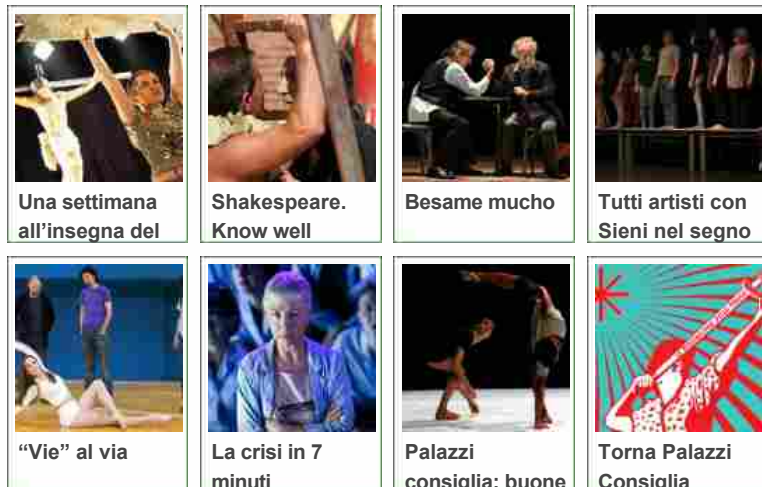 Una settimana
all'insegna del
Shakespeare.
Know well
Besame mucho
Tutti artisti con
Sieni nel segno
“Vie” al via
La crisi in 7
minuti
Palazzi
consiglia: buone
Torna Palazzi
Consiglia